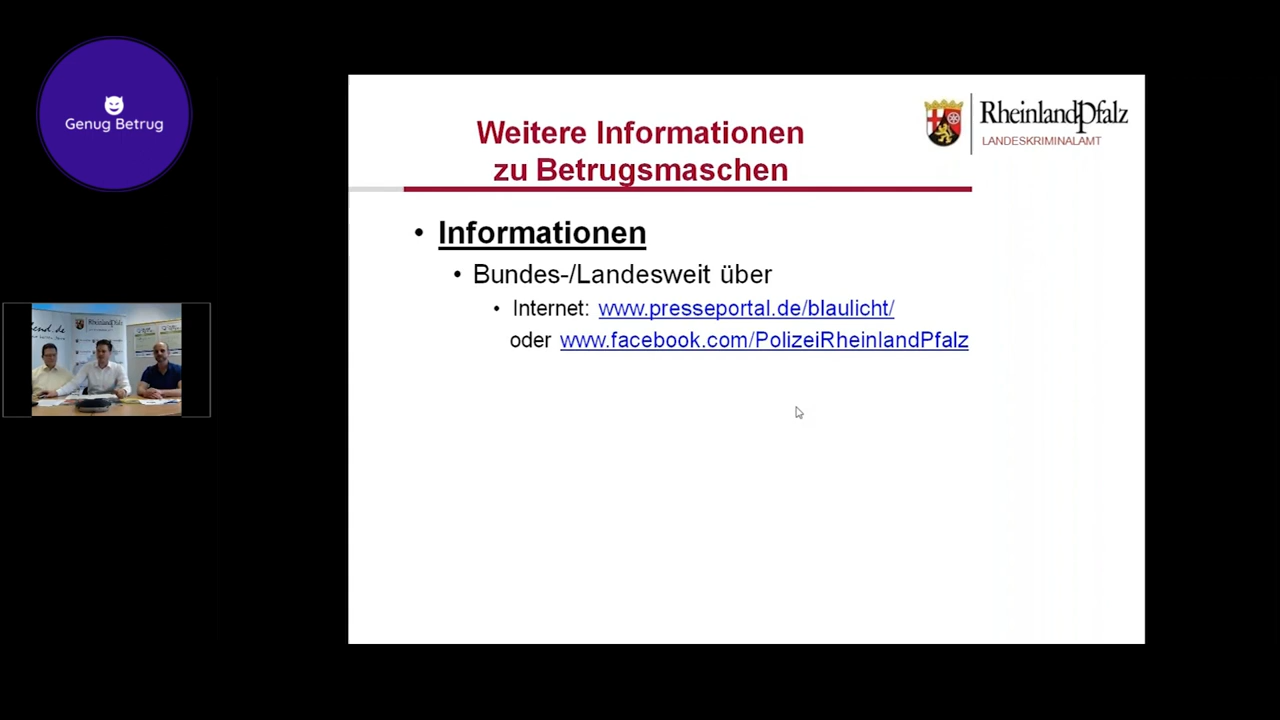 Genug Betrug
Weitere Informationen
zu Betrugsmaschen
RheinlandPfalz
LANDESKRIMINALAMT
• Informationen
• Bundes-/Landesweit über
• Internet: www.presseportal.de/blaulicht/
oder www.facebook.com/PolizeiRheinlandPfalz
RheinlandPfalz